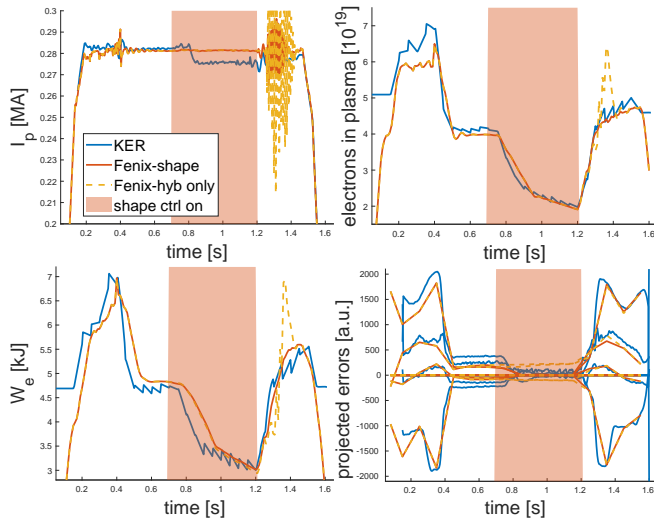 0.3
0.29
0.28
0.27
0.26
0.25
0.24
0.23
0.22
0.21
0.2
I_p [MA]
KER
Fenix-shape
Fenix-hyb only
shape ctrl on
0.2 0.4 0.6 0.8 1.0 1.2 1.4 1.6
time [s]
7
6
5
4
3
2
electrons in plasma [10^19]
0.2 0.4 0.6 0.8 1.0 1.2 1.4 1.6
time [s]
7
6.5
6
5.5
5
4.5
4
3.5
3
W_e [kJ]
0.2 0.4 0.6 0.8 1.0 1.2 1.4 1.6
time [s]
2000
1500
1000
500
0
-500
-1000
-1500
-2000
projected errors [a.u.]
0.2 0.4 0.6 0.8 1.0 1.2 1.4 1.6
time [s]